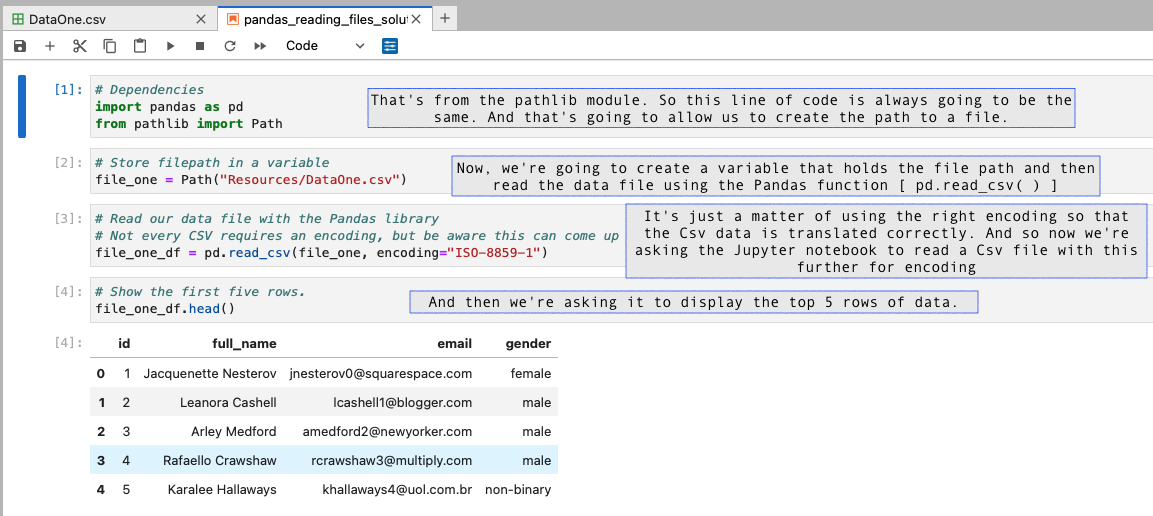 DataOne.csv
pandas_reading_files_solut
Code
[1]:
# Dependencies
import pandas as pd
from pathlib import Path
That's from the pathlib module. So this line of code is always going to be the
same. And that's going to allow us to create the path to a file.
[2]:
# Store filepath in a variable
file_one = Path("Resources/DataOne.csv")
Now, we're going to create a variable that holds the file path and then
read the data file using the Pandas function [ pd.read_csv( ) ]
[3]:
# Read our data file with the Pandas library
# Not every CSV requires an encoding, but be aware this can come up
file_one_df = pd.read_csv(file_one, encoding="ISO-8859-1")
It's just a matter of using the right encoding so that
the Csv data is translated correctly. And so now we're
asking the Jupyter notebook to read a Csv file with this
further for encoding
[4]:
# Show the first five rows.
file_one_df.head()
And then we're asking it to display the top 5 rows of data.
[4]:
id full_name email gender
0 1 Jacquenette Nesterov jnesterov0@squarespace.com female
1 2 Leanora Cashell lcashell1@blogger.com male
2 3 Arley Medford amedford2@newyorker.com male
3 4 Rafaello Crawshaw rcrawshaw3@multiply.com male
4 5 Karalee Hallaways khallaways4@uol.com.br non-binary